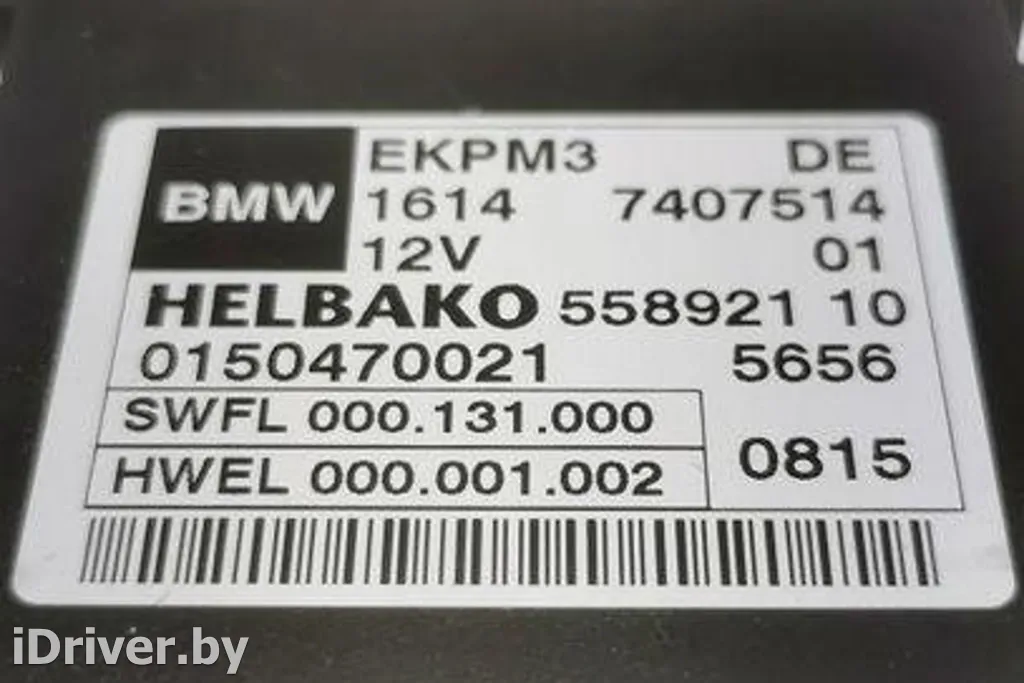 BMW
EKPM3 DE
1614 7407514
12V 01
HELBAKO 558921 10
0150470021 5656
SWFL 000.131.000
HWEL 000.001.002
0815
iDriver.by